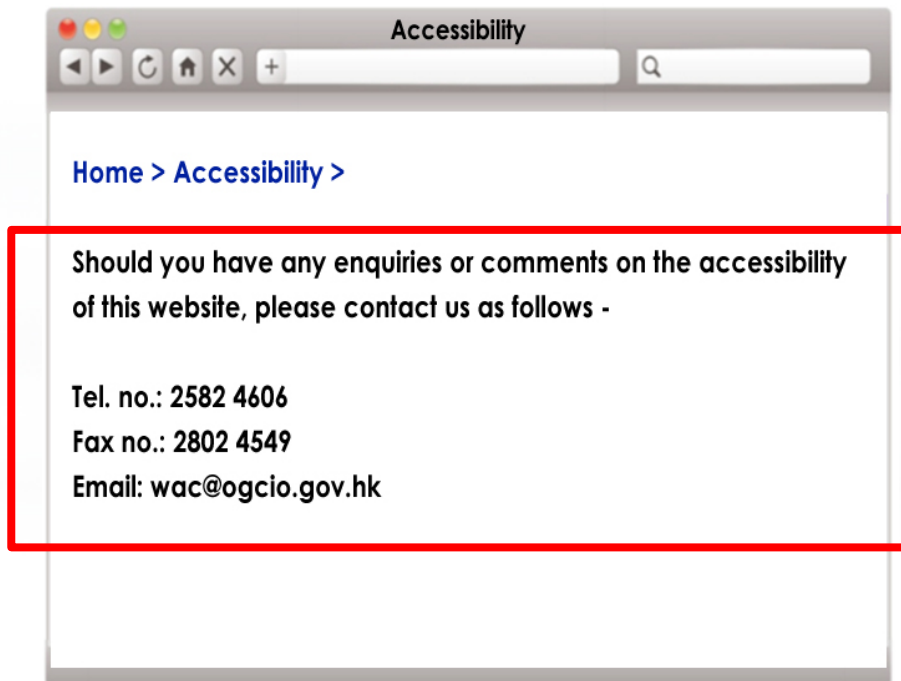 Accessibility
Home > Accessibility >
Should you have any enquiries or comments on the accessibility
of this website, please contact us as follows -
Tel. no.: 2582 4606
Fax no.: 2802 4549
Email: wac@ogcio.gov.hk